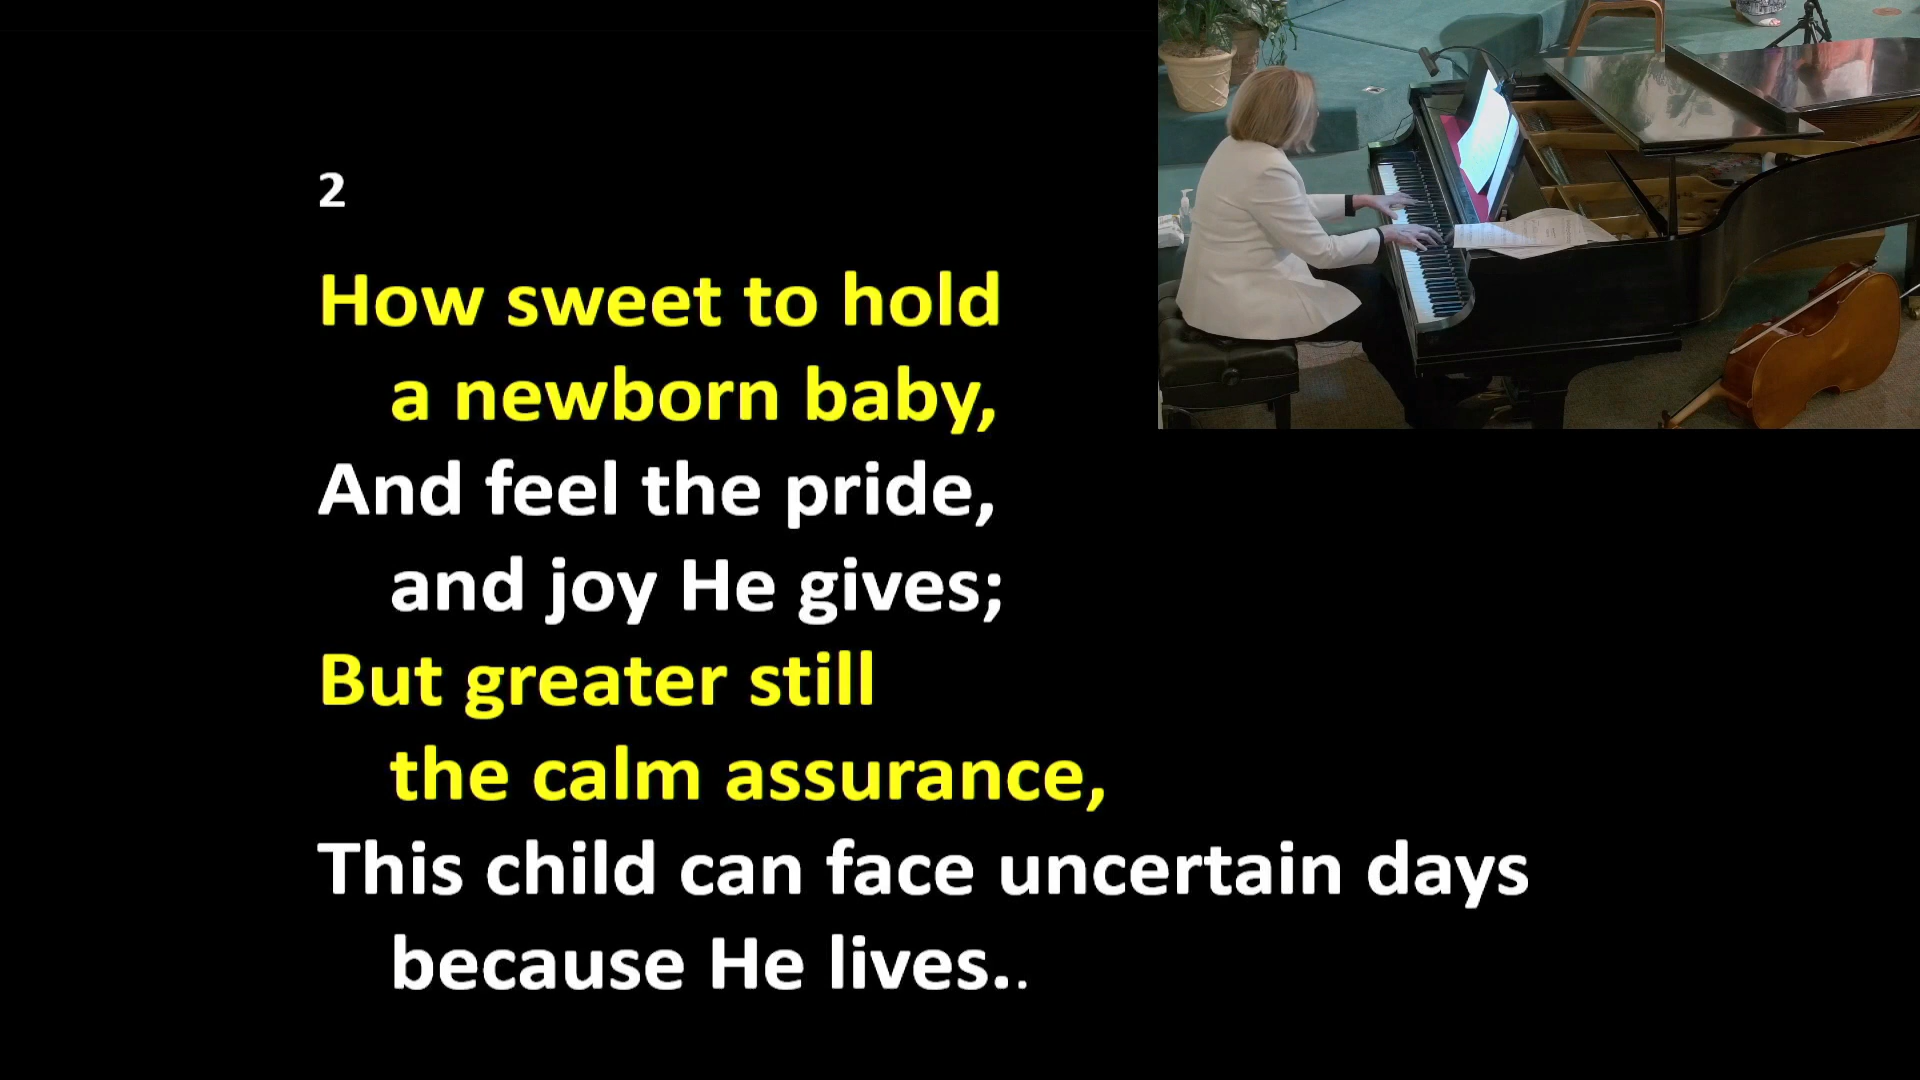 2
How sweet to hold
a newborn baby,
And feel the pride,
and joy He gives;
But greater still
the calm assurance,
This child can face uncertain days
because He lives..